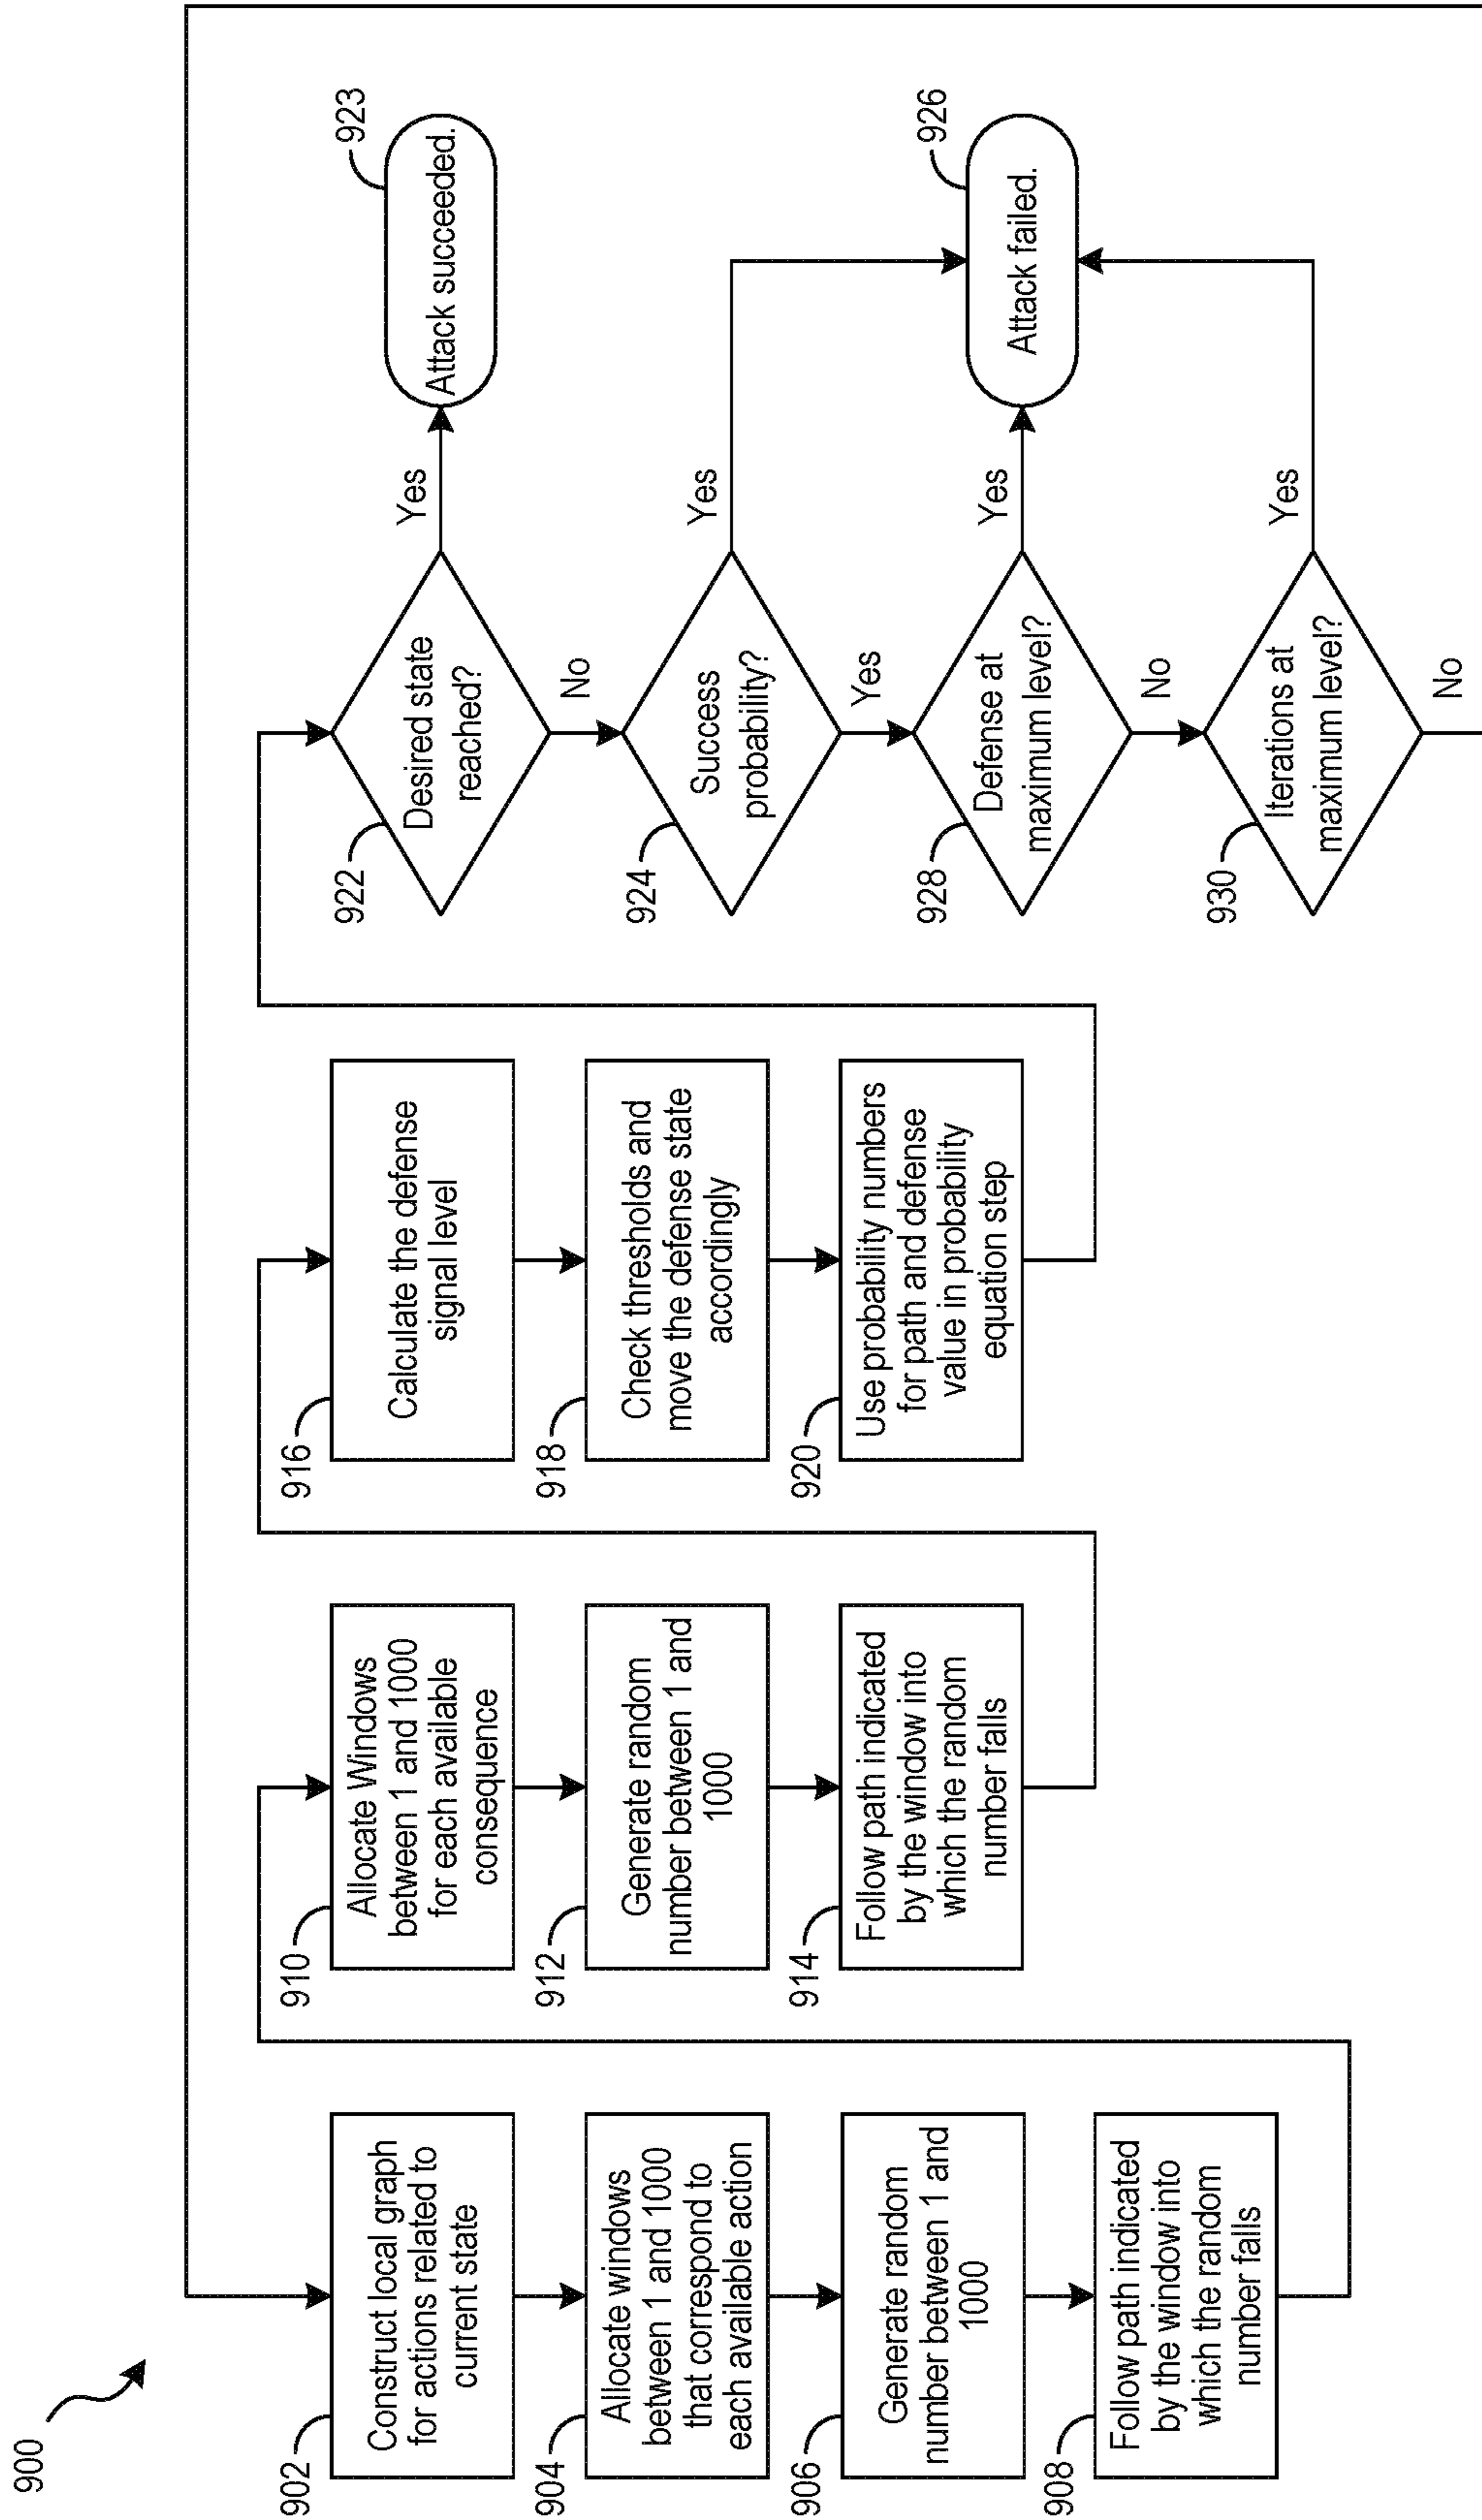 900
902
Construct local graph
for actions related to
current state
904
Allocate windows
between 1 and 1000
that correspond to
each available action
906
Generate random
number between 1 and
1000
908
Follow path indicated
by the window into
which the random
number falls
910
Allocate Windows
between 1 and 1000
for each available
consequence
912
Generate random
number between 1 and
1000
914
Follow path indicated
by the window into
which the random
number falls
916
Calculate the defense
signal level
918
Check thresholds and
move the defense state
accordingly
920
Use probability numbers
for path and defense
value in probability
equation step
922
Desired state
reached?
Yes
923
Attack succeeded.
No
924
Success
probability?
Yes
Yes
928
Defense at
maximum level?
Yes
926
Attack failed.
No
930
Iterations at
maximum level?
Yes
No